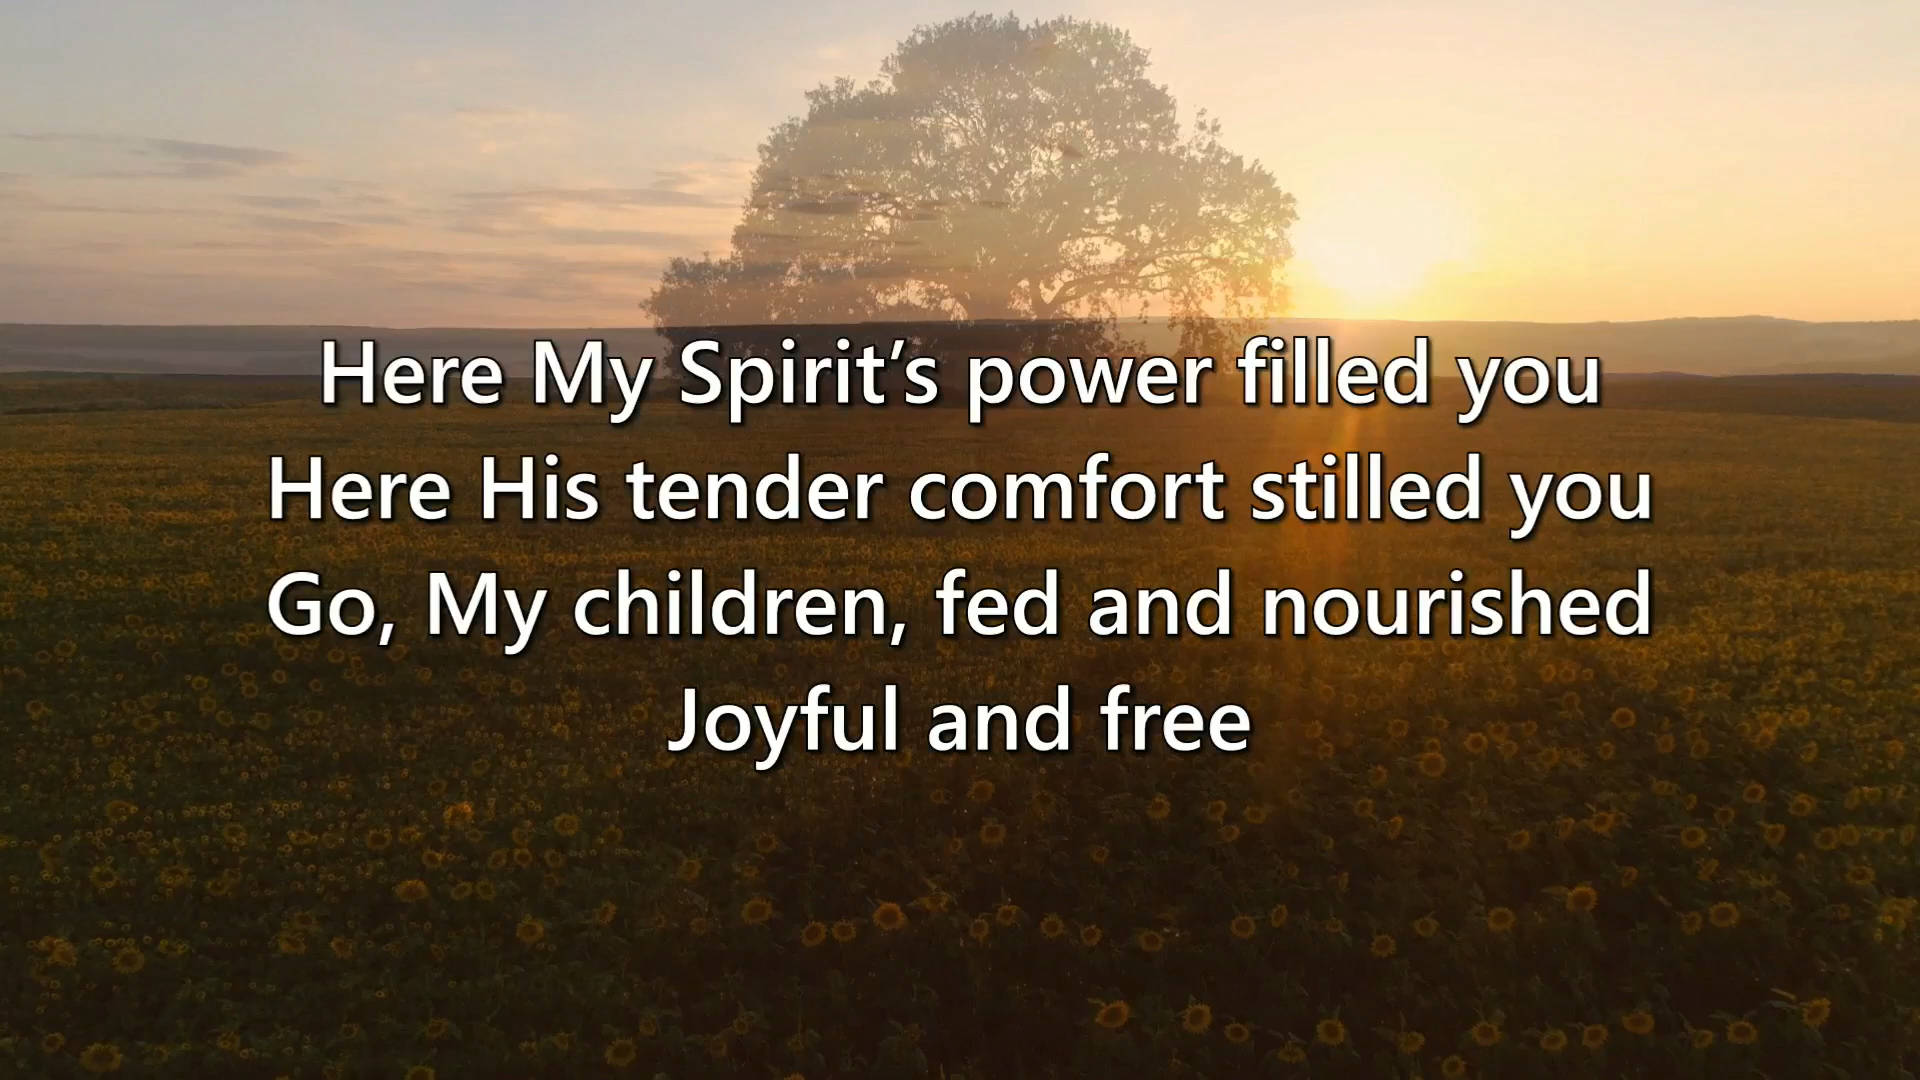 Here My Spirit’s power filled you
Here His tender comfort stilled you
Go, My children, fed and nourished
Joyful and free